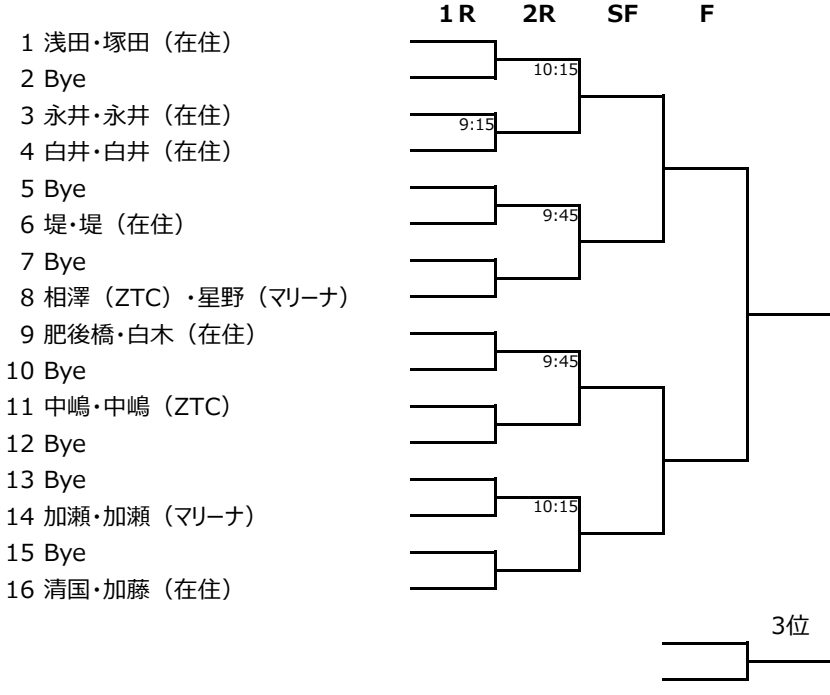 1R 2R SF F
1 浅田・塚田（在住）
2 Bye
10:15
3 永井・永井（在住）
9:15
4 白井・白井（在住）
5 Bye
6 堤・堤（在住）
9:45
7 Bye
8 相澤（ZTC）・星野（マリーナ）
9 肥後橋・白木（在住）
10 Bye
9:45
11 中嶋・中嶋（ZTC）
12 Bye
13 Bye
14 加瀬・加瀬（マリーナ）
10:15
15 Bye
16 清国・加藤（在住）
3位